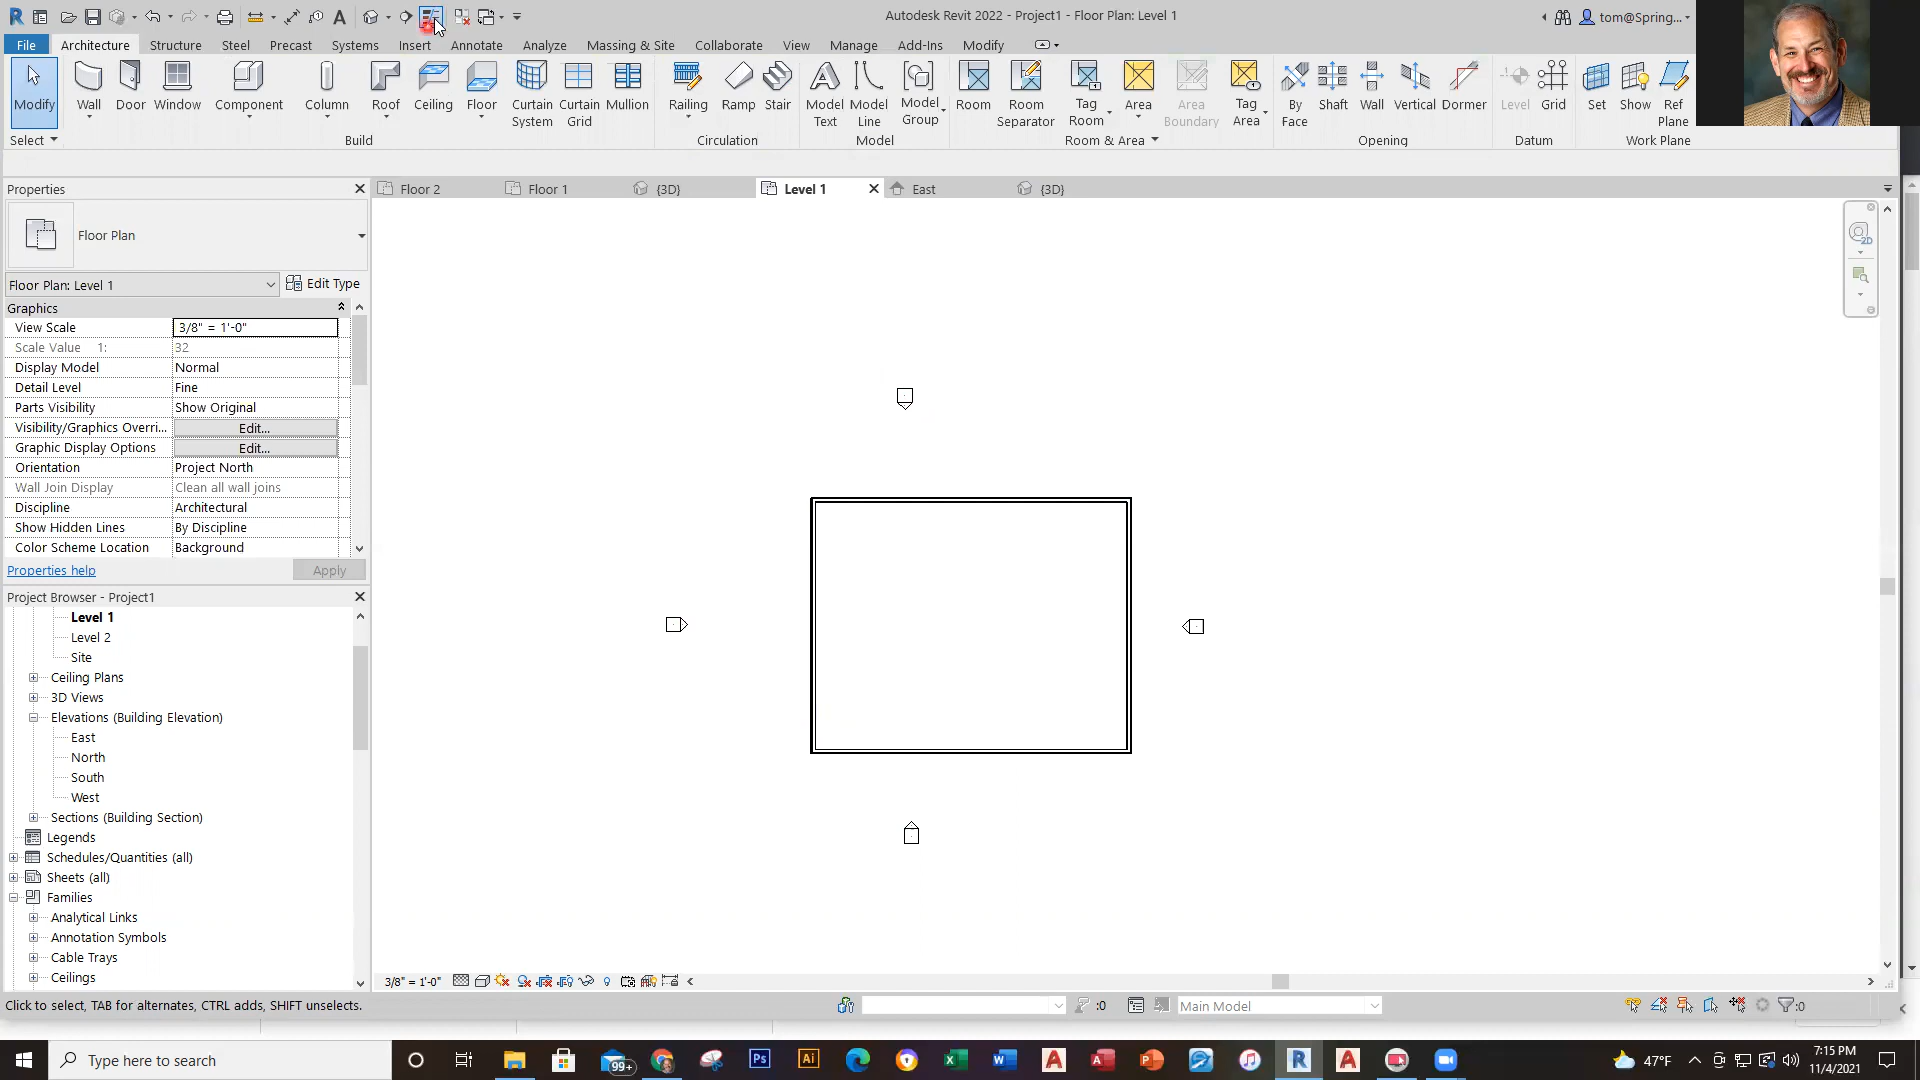 Autodesk Revit 2022 - Project1 - Floor Plan: Level 1
tom@Spring...
File Architecture Structure Steel Precast Systems Insert Annotate Analyze Massing & Site Collaborate View Manage Add-Ins Modify
Modify Wall Door Window Component Column Roof Ceiling Floor Curtain System Curtain Grid Mullion Railing Ramp Stair Model Text Model Line Model Group Room Room Separator Tag Room Area Area Boundary Tag Area By Face Shaft Wall Vertical Dormer Level Grid Set Show Ref Plane
Select Build Circulation Model Room & Area Opening Datum Work Plane
Properties
Floor 2 Floor 1 {3D} Level 1 East {3D}
Floor Plan
Floor Plan: Level 1 Edit Type
Graphics
View Scale 3/8" = 1'-0"
Scale Value 1: 32
Display Model Normal
Detail Level Fine
Parts Visibility Show Original
Visibility/Graphics Overri... Edit...
Graphic Display Options Edit...
Orientation Project North
Wall Join Display Clean all wall joins
Discipline Architectural
Show Hidden Lines By Discipline
Color Scheme Location Background
Properties help Apply
Project Browser - Project1
Level 1
Level 2
Site
Ceiling Plans
3D Views
Elevations (Building Elevation)
East
North
South
West
Sections (Building Section)
Legends
Schedules/Quantities (all)
Sheets (all)
Families
Analytical Links
Annotation Symbols
Cable Trays
Ceilings
2D
3/8" = 1'-0"
Click to select, TAB for alternates, CTRL adds, SHIFT unselects.
:0
Main Model
:0
Type here to search
99+
Ps
Ai
47°F
7:15 PM
11/4/2021